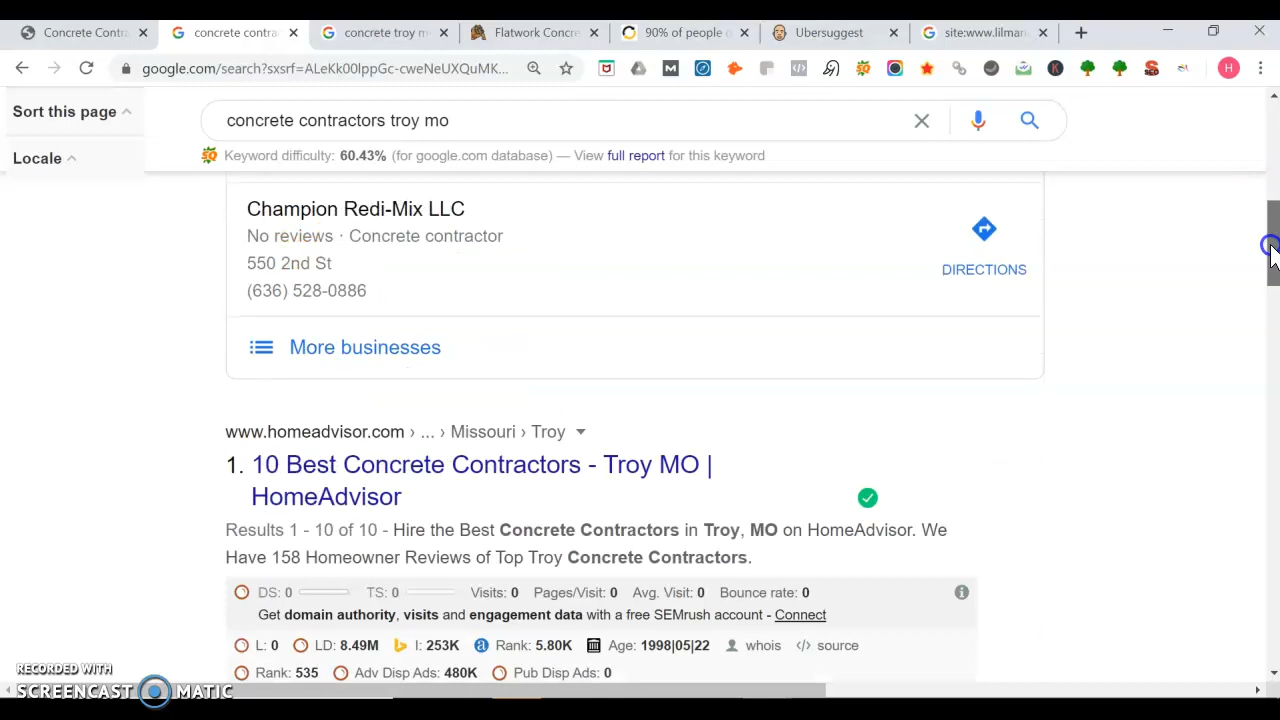 Concrete Contra
concrete contra
concrete troy m
Flatwork Concre
90% of people o
Ubersuggest
site:www.lilmar
google.com/search?sxsrf=ALeKk00lppGc-cweNeUXQuMK...
H
Sort this page
Locale
concrete contractors troy mo
Keyword difficulty: 60.43% (for google.com database) — View full report for this keyword
Champion Redi-Mix LLC
No reviews · Concrete contractor
550 2nd St
(636) 528-0886
DIRECTIONS
More businesses
www.homeadvisor.com › ... › Missouri › Troy
1. 10 Best Concrete Contractors - Troy MO |
HomeAdvisor
Results 1 - 10 of 10 - Hire the Best Concrete Contractors in Troy, MO on HomeAdvisor. We
Have 158 Homeowner Reviews of Top Troy Concrete Contractors.
DS: 0 TS: 0 Visits: 0 Pages/Visit: 0 Avg. Visit: 0 Bounce rate: 0
Get domain authority, visits and engagement data with a free SEMrush account - Connect
L: 0 LD: 8.49M I: 253K Rank: 5.80K Age: 1998|05|22 whois </> source
Rank: 535 Adv Disp Ads: 480K Pub Disp Ads: 0
RECORDED WITH
SCREENCAST MATIC